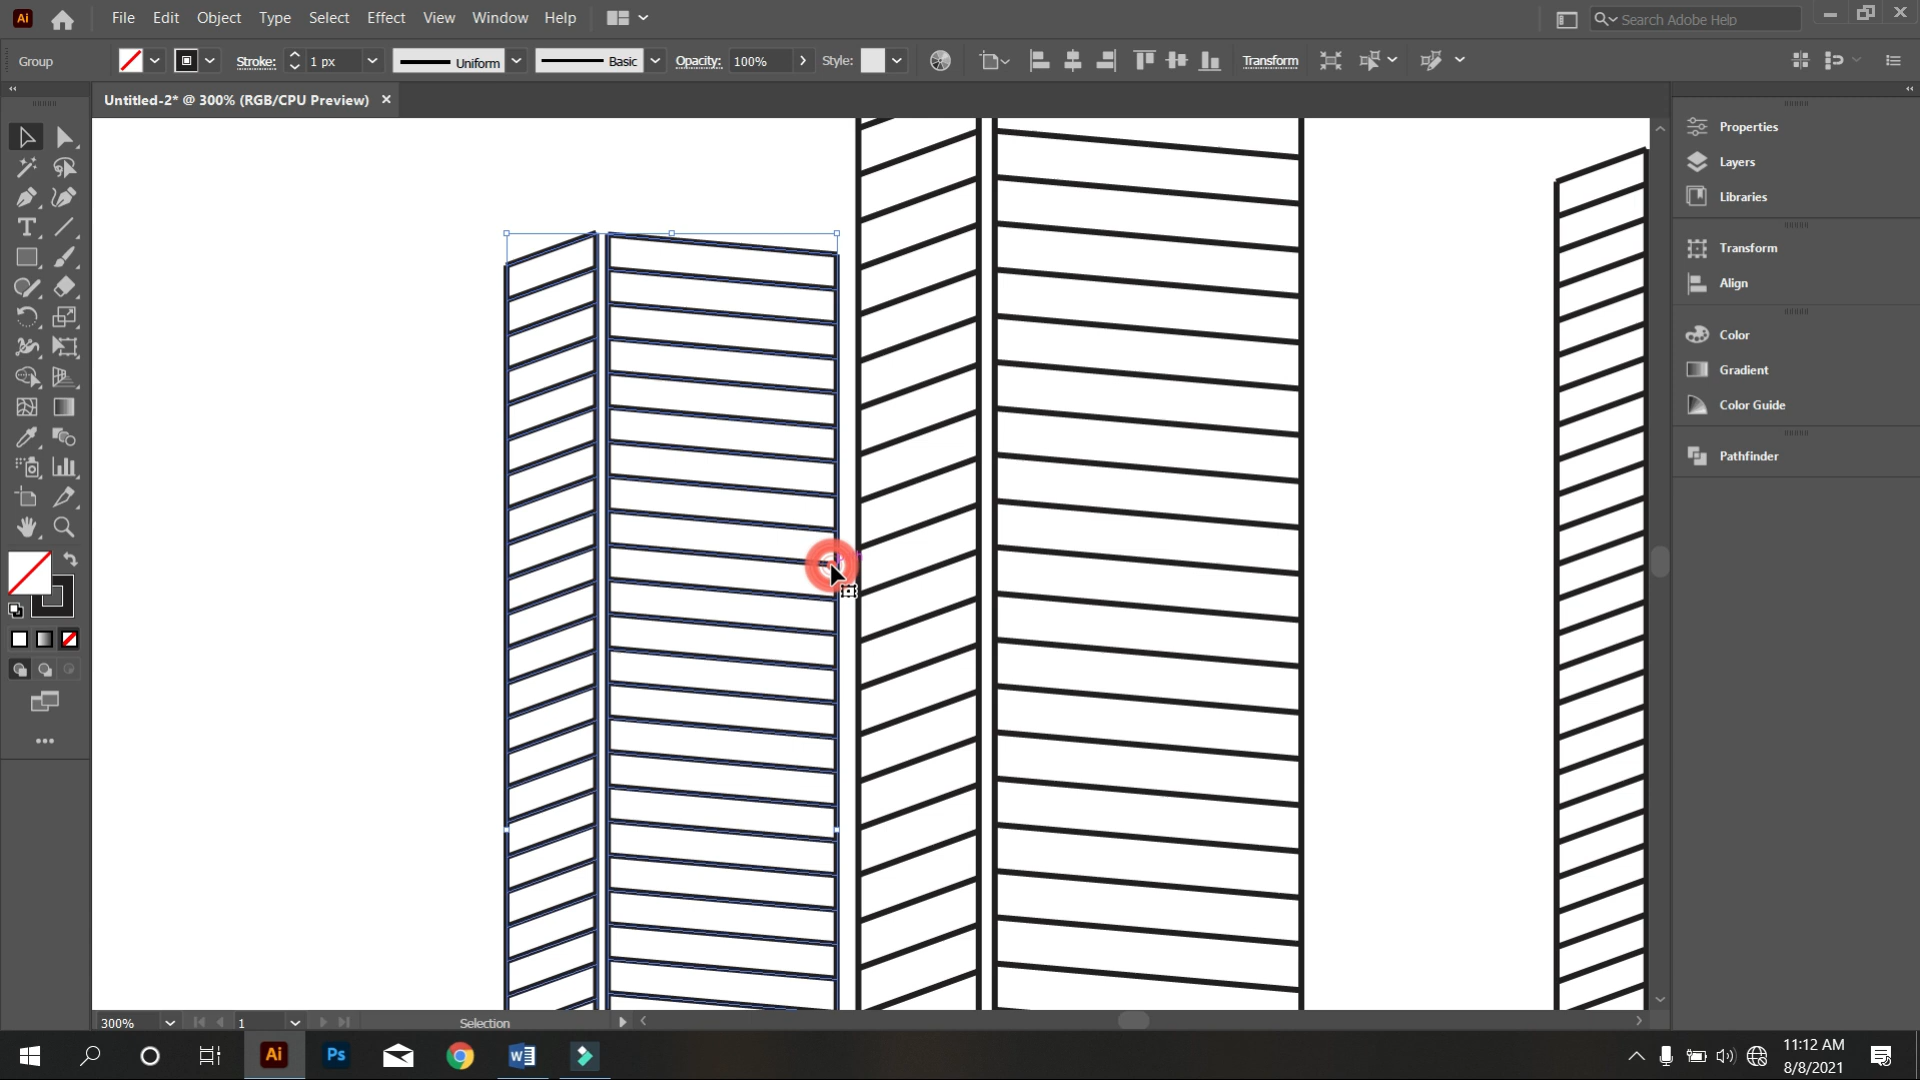 Ai File Edit Object Type Select Effect View Window Help Search Adobe Help
Group Stroke: 1 px Uniform Basic Opacity: 100% Style: Transform
Untitled-2* @ 300% (RGB/CPU Preview) ×
Properties
Layers
Libraries
Transform
Align
Color
Gradient
Color Guide
Pathfinder
300% 1 Selection
Ai Ps 11:12 AM
8/8/2021